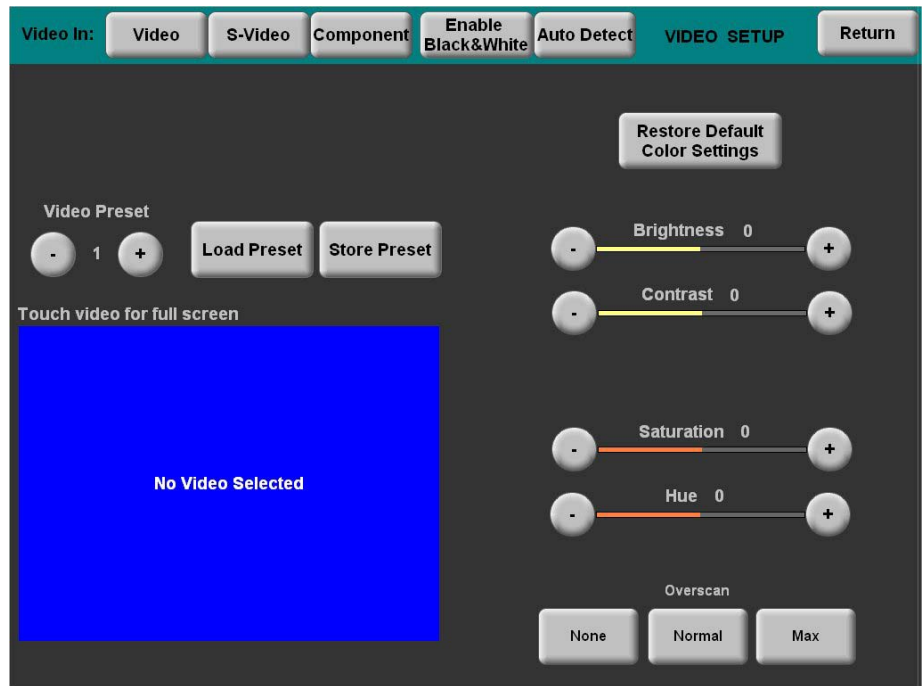 Video In:
Video
S-Video
Component
Enable
Black&White
Auto Detect
VIDEO SETUP
Return
Restore Default
Color Settings
Video Preset
- 1 +
Load Preset
Store Preset
Brightness 0
- +
Contrast 0
- +
Touch video for full screen
No Video Selected
Saturation 0
- +
Hue 0
- +
Overscan
None
Normal
Max